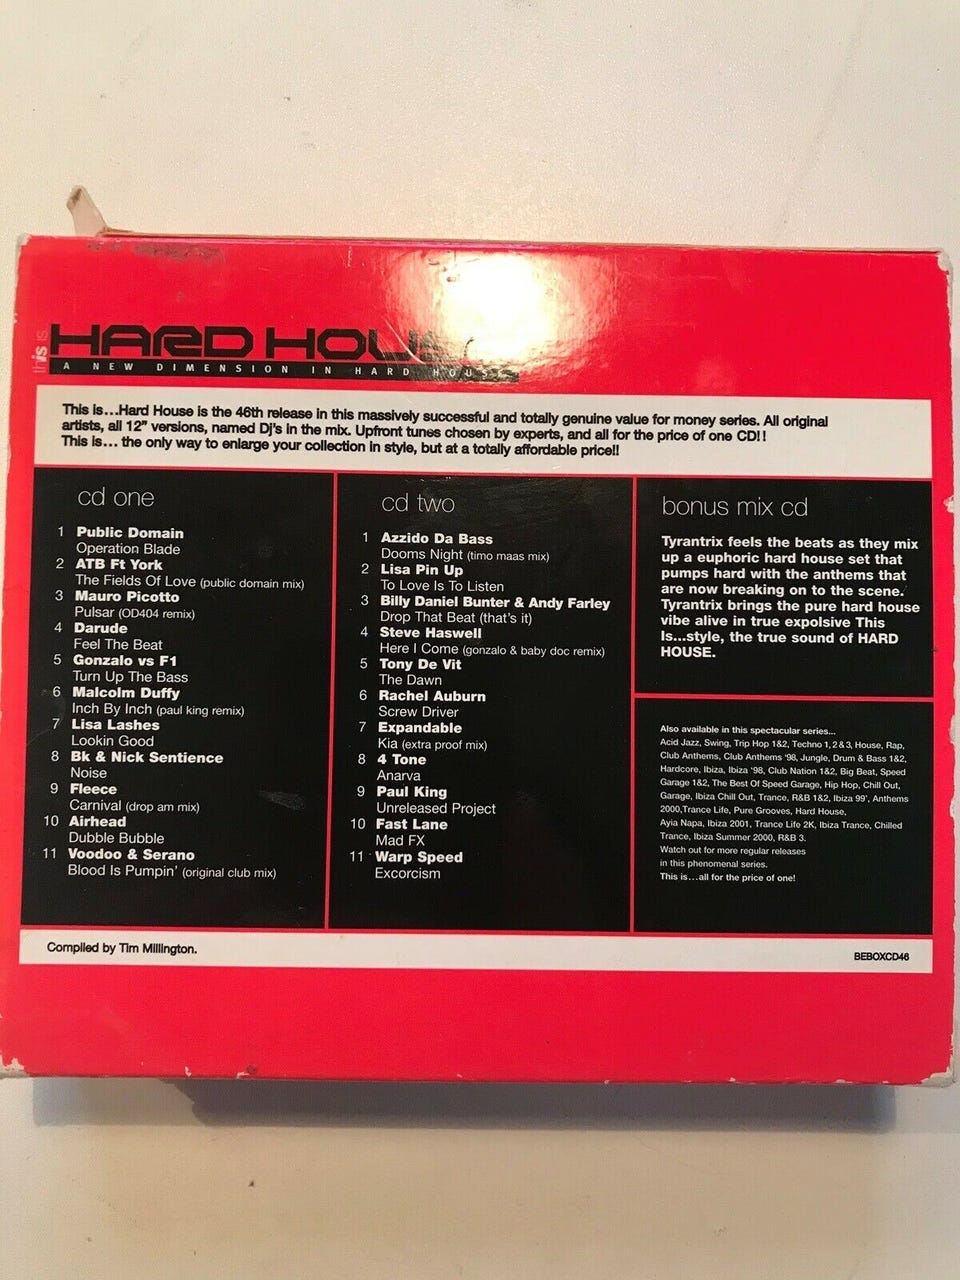 this is
HARD HOUSE
A NEW DIMENSION IN HARD HOUSE
This is...Hard House is the 46th release in this massively successful and totally genuine value for money series. All original
artists, all 12" versions, named Dj's in the mix. Upfront tunes chosen by experts, and all for the price of one CD!!
This is... the only way to enlarge your collection in style, but at a totally affordable price!!
cd one
1 Public Domain
Operation Blade
2 ATB Ft York
The Fields Of Love (public domain mix)
3 Mauro Picotto
Pulsar (OD404 remix)
4 Darude
Feel The Beat
5 Gonzalo vs F1
Turn Up The Bass
6 Malcolm Duffy
Inch By Inch (paul king remix)
7 Lisa Lashes
Lookin Good
8 Bk & Nick Sentience
Noise
9 Fleece
Carnival (drop am mix)
10 Airhead
Dubble Bubble
11 Voodoo & Serano
Blood Is Pumpin' (original club mix)
cd two
1 Azzido Da Bass
Dooms Night (timo maas mix)
2 Lisa Pin Up
To Love Is To Listen
3 Billy Daniel Bunter & Andy Farley
Drop That Beat (that's it)
4 Steve Haswell
Here I Come (gonzalo & baby doc remix)
5 Tony De Vit
The Dawn
6 Rachel Auburn
Screw Driver
7 Expandable
Kia (extra proof mix)
8 4 Tone
Anarva
9 Paul King
Unreleased Project
10 Fast Lane
Mad FX
11 Warp Speed
Excorcism
bonus mix cd
Tyrantrix feels the beats as they mix
up a euphoric hard house set that
pumps hard with the anthems that
are now breaking on to the scene.
Tyrantrix brings the pure hard house
vibe alive in true expolsive This
Is...style, the true sound of HARD
HOUSE.
Also available in this spectacular series...
Acid Jazz, Swing, Trip Hop 1&2, Techno 1,2&3, House, Rap,
Club Anthems, Club Anthems '98, Jungle, Drum & Bass 1&2,
Hardcore, Ibiza, Ibiza '98, Club Nation 1&2, Big Beat, Speed
Garage 1&2, The Best Of Speed Garage, Hip Hop, Chill Out,
Garage, Ibiza Chill Out, Trance, R&B 1&2, Ibiza 99', Anthems
2000,Trance Life, Pure Grooves, Hard House,
Ayia Napa, Ibiza 2001, Trance Life 2K, Ibiza Trance, Chilled
Trance, Ibiza Summer 2000, R&B 3.
Watch out for more regular releases
in this phenomenal series.
This is...all for the price of one!
Compiled by Tim Millington.
BEBOXCD46